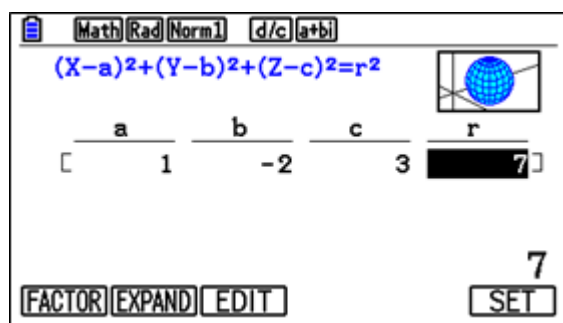 Math Rad Norm1 d/c a+bi
(X-a)²+(Y-b)²+(Z-c)²=r²
a b c r
[ 1 -2 3 7 ]
7
FACTOR EXPAND EDIT SET